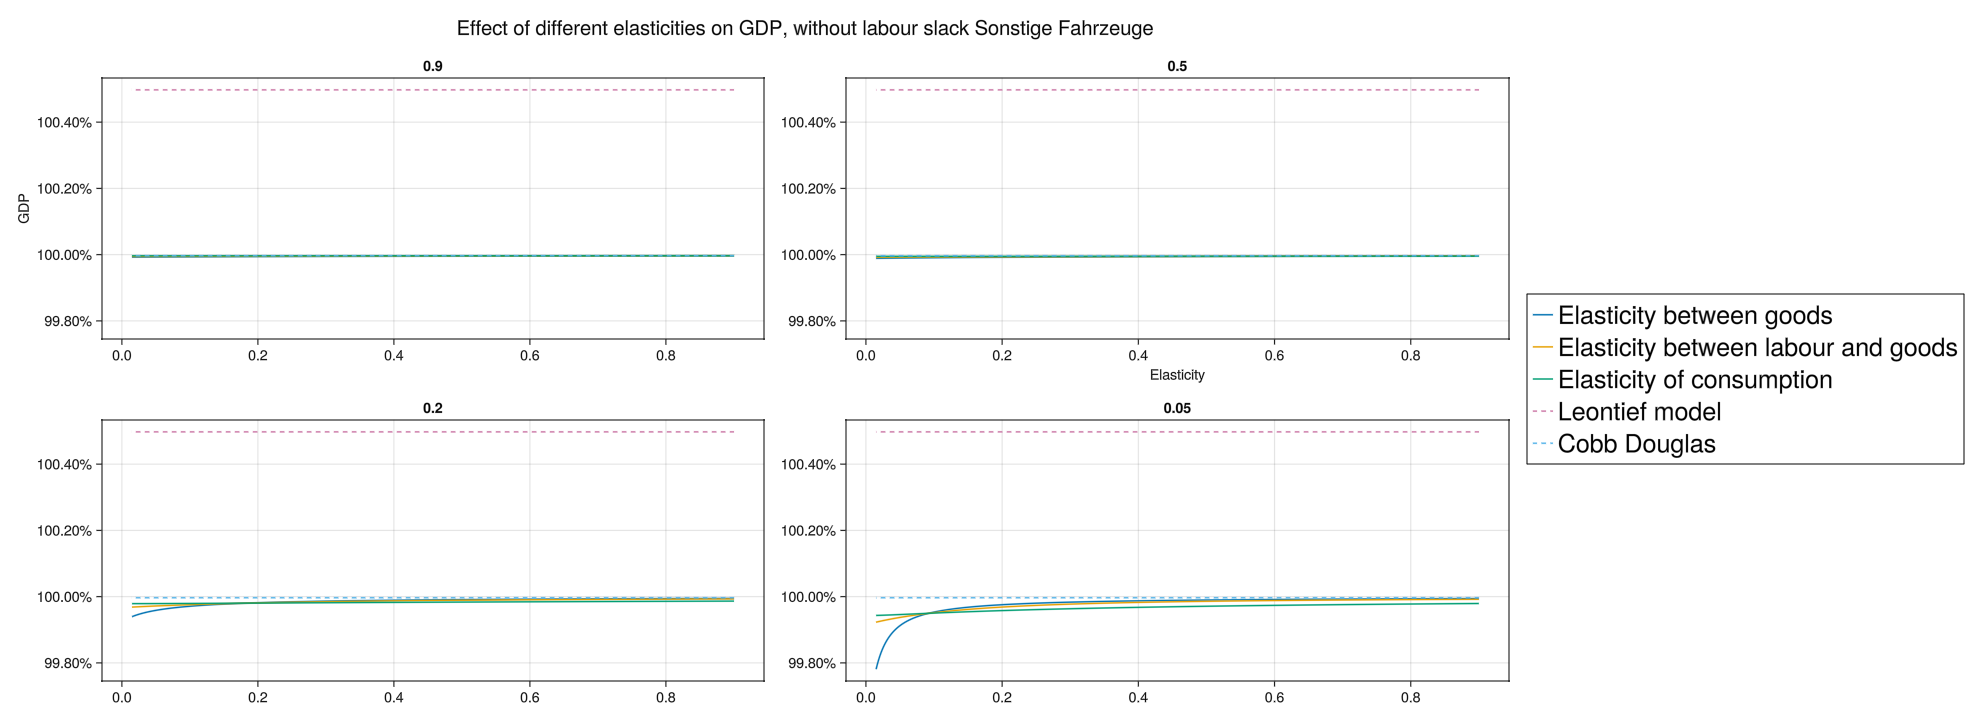 Effect of different elasticities on GDP, without labour slack Sonstige Fahrzeuge
0.9
GDP
100.40%
100.20%
100.00%
99.80%
0.0 0.2 0.4 0.6 0.8
0.5
100.40%
100.20%
100.00%
99.80%
0.0 0.2 0.4 0.6 0.8
Elasticity
0.2
100.40%
100.20%
100.00%
99.80%
0.0 0.2 0.4 0.6 0.8
0.05
100.40%
100.20%
100.00%
99.80%
0.0 0.2 0.4 0.6 0.8
Elasticity between goods
Elasticity between labour and goods
Elasticity of consumption
Leontief model
Cobb Douglas